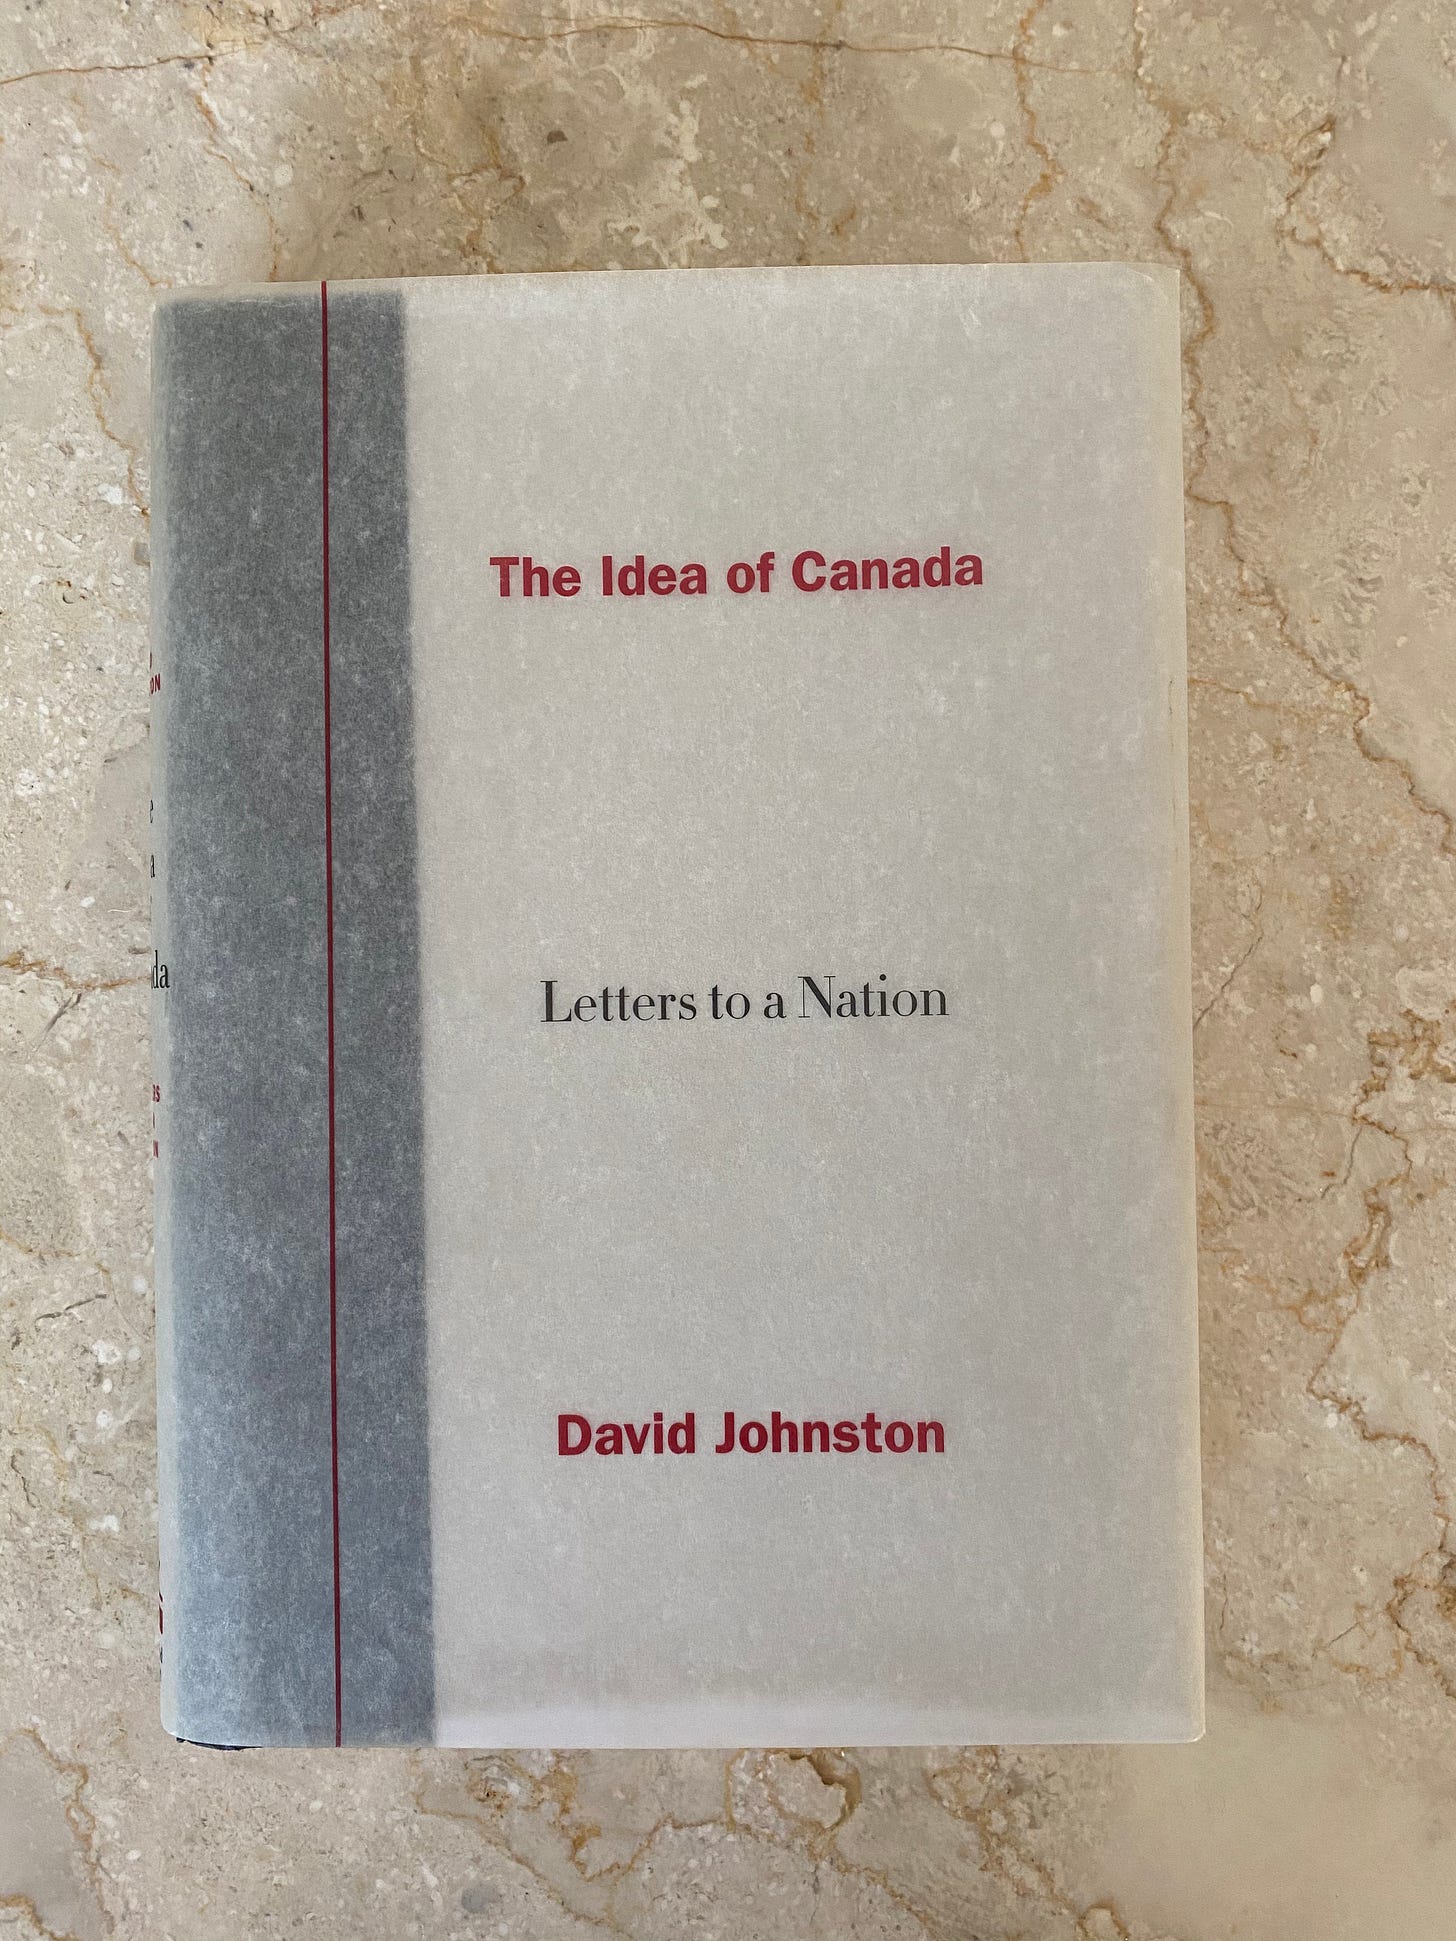 The Idea of Canada
Letters to a Nation
David Johnston